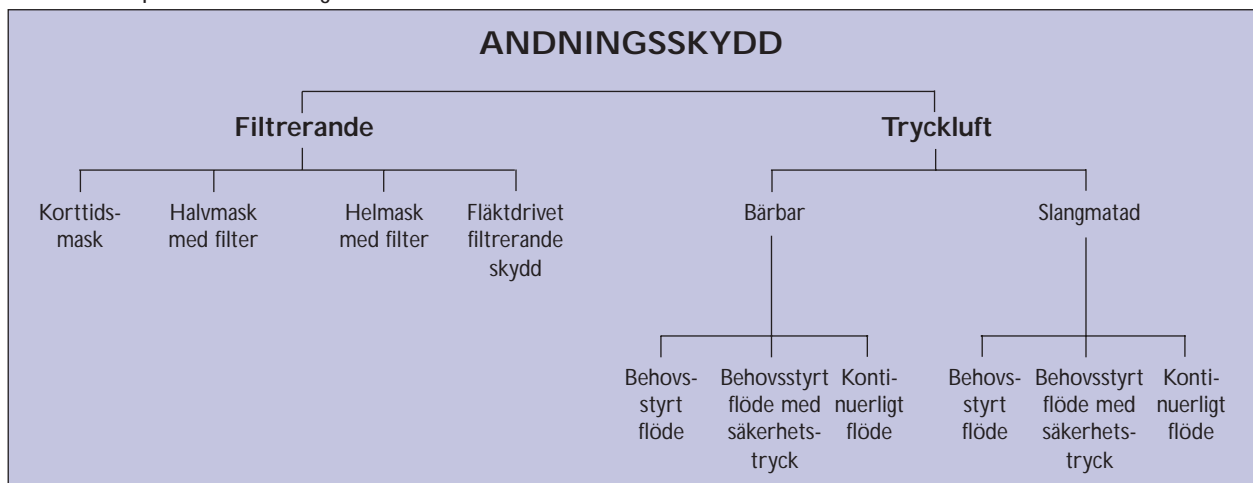 ANDNINGSSKYDD
Filtrerande
Tryckluft
Korttids-
mask
Halvmask
med filter
Helmask
med filter
Fläktdrivet
filtrerande
skydd
Bärbar
Slangmatad
Behovs-
styrt
flöde
Behovsstyrt
flöde med
säkerhets-
tryck
Konti-
nuerligt
flöde
Behovs-
styrt
flöde
Behovsstyrt
flöde med
säkerhets-
tryck
Konti-
nuerligt
flöde